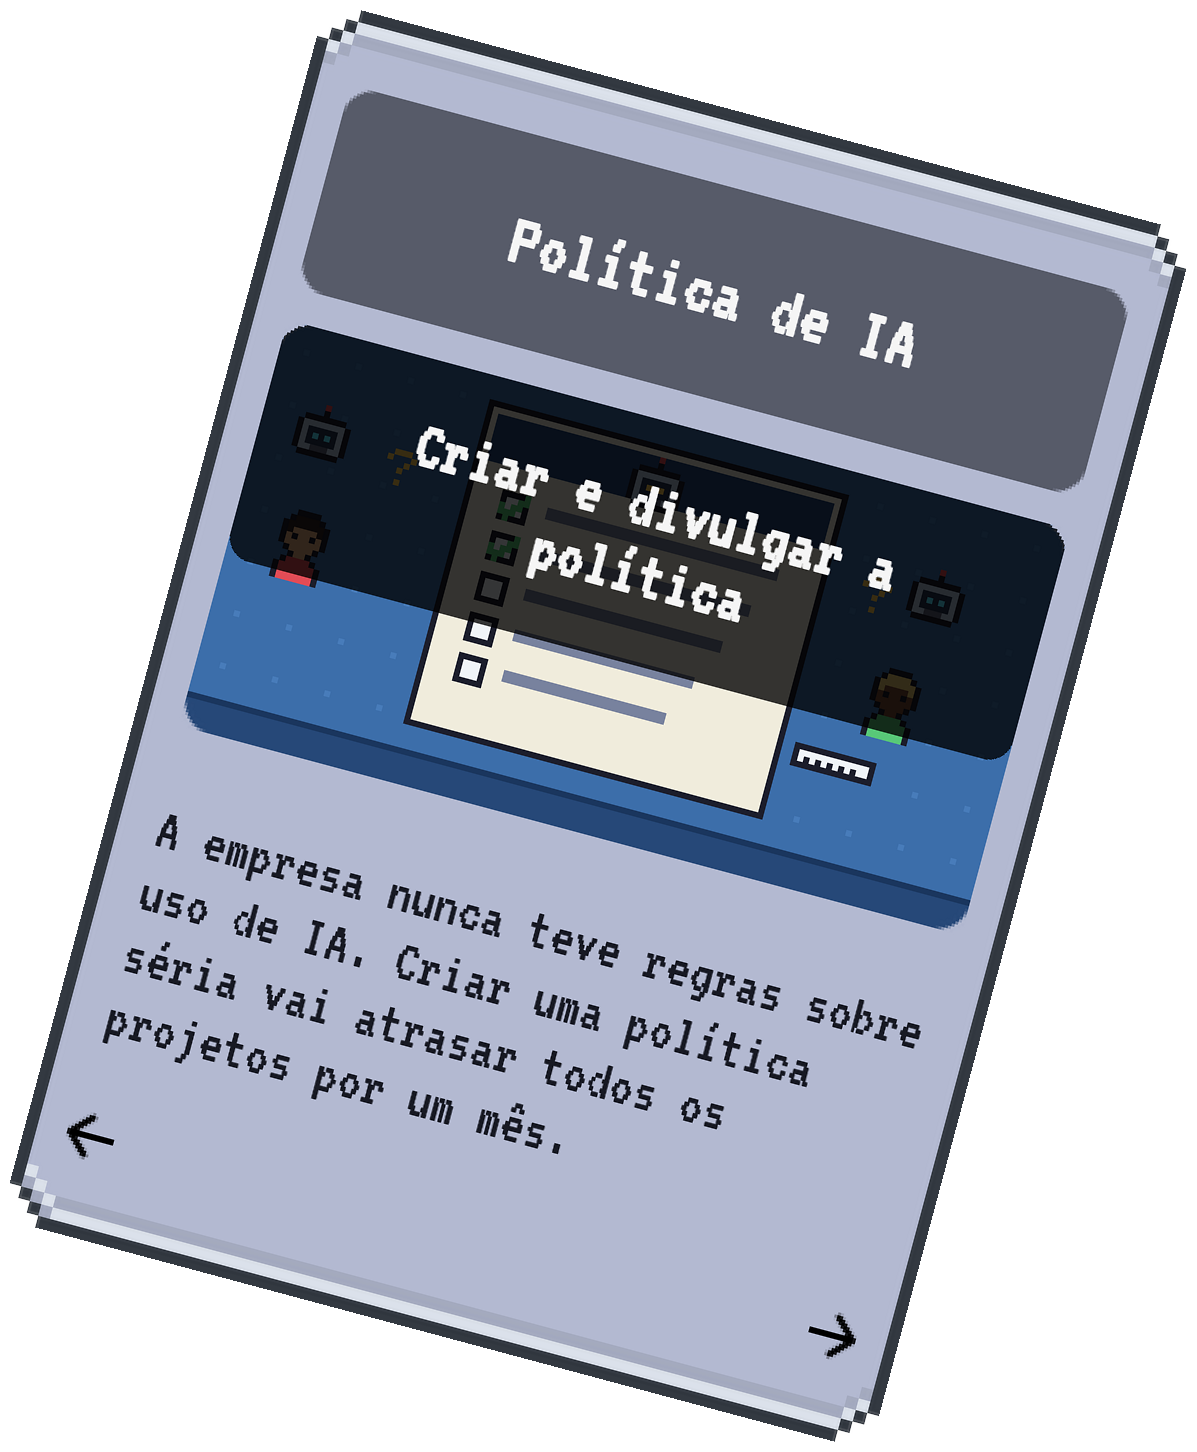 Política de IA
Criar e divulgar a
política
A empresa nunca teve regras sobre
uso de IA. Criar uma política
séria vai atrasar todos os
projetos por um mês.